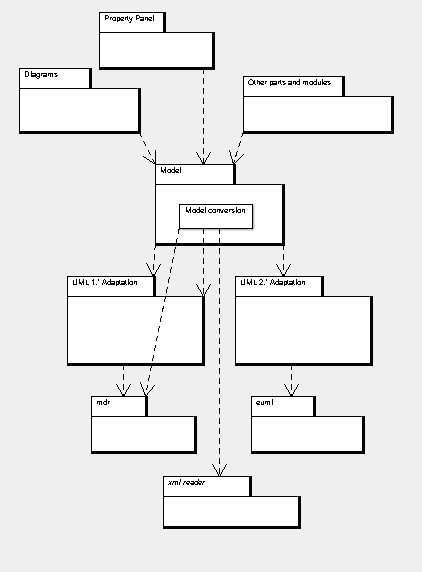 Property Panel
Diagrams
Other parts and modules
Model
Model conversion
UML 1.* Adaptation
UML 2.* Adaptation
mdr
euml
xml reader